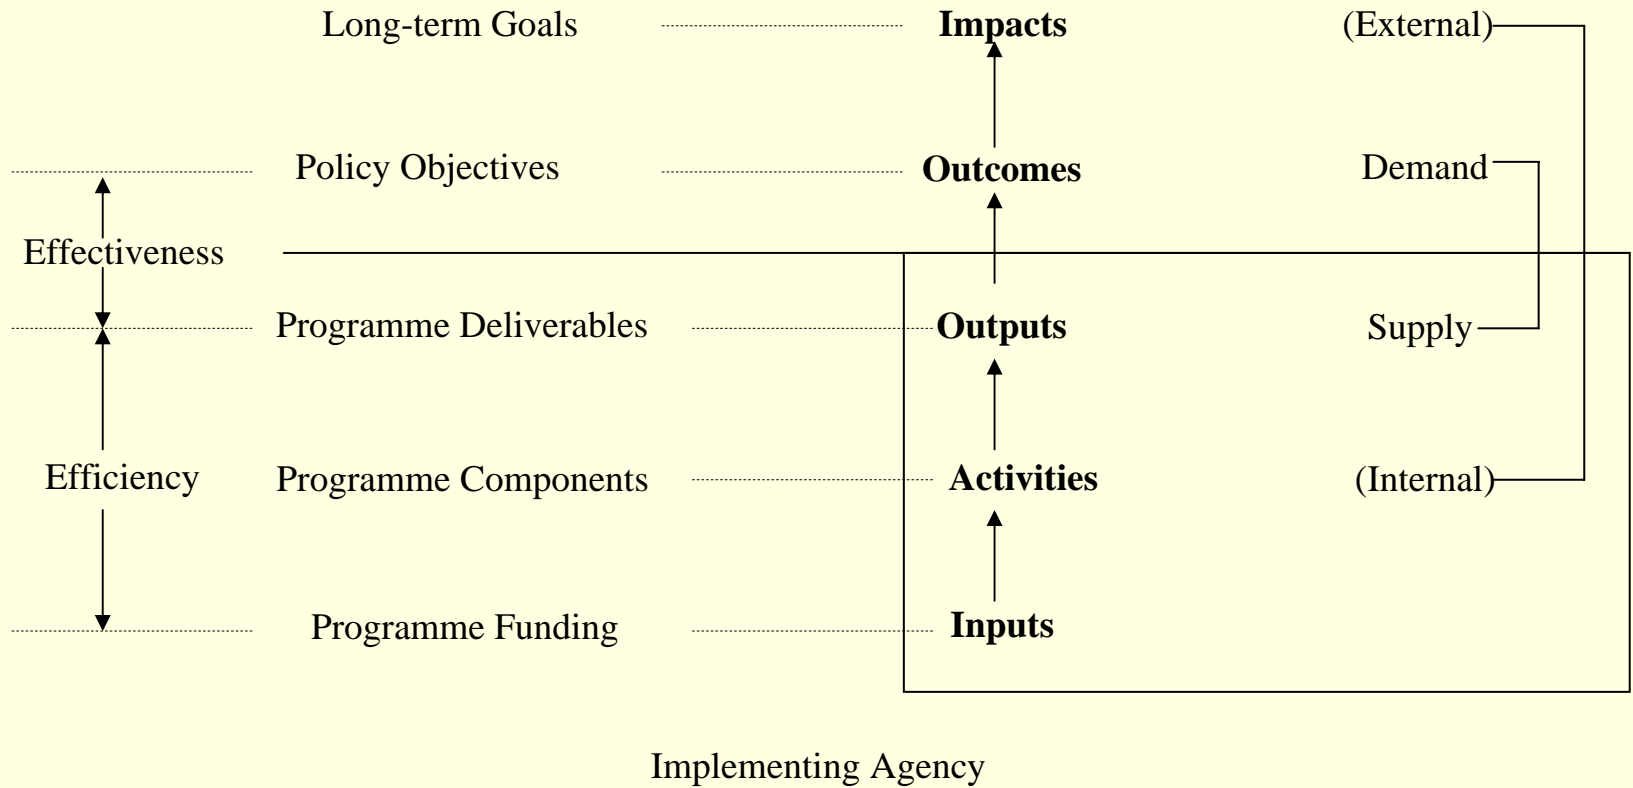 Long-term Goals Impacts (External)
Policy Objectives Outcomes Demand
Effectiveness
Programme Deliverables Outputs Supply
Efficiency Programme Components Activities (Internal)
Programme Funding Inputs
Implementing Agency